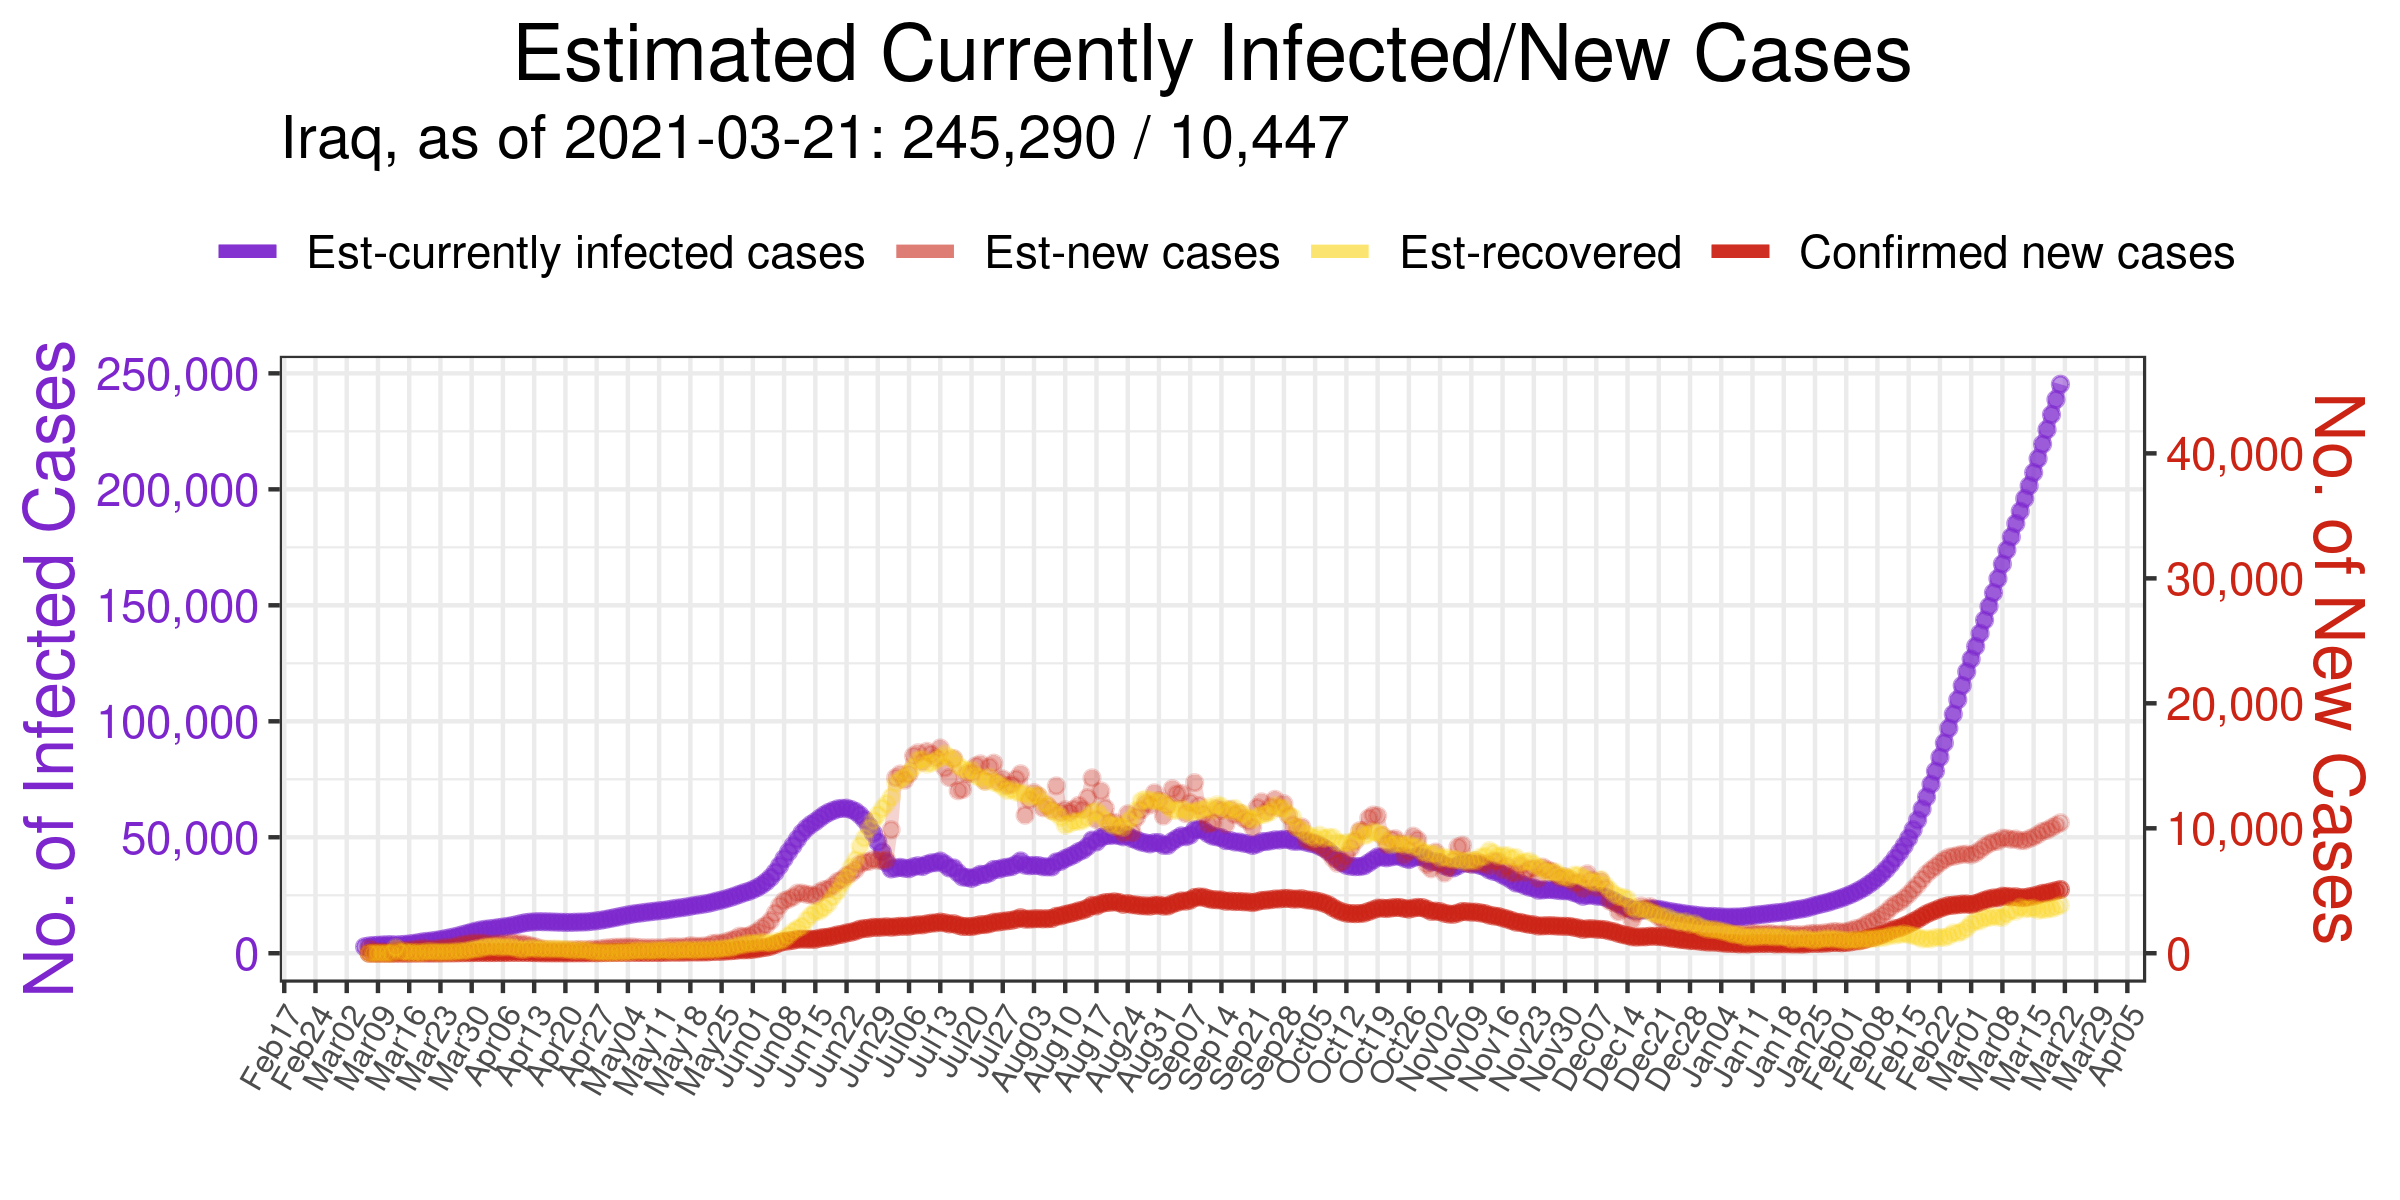 Estimated Currently Infected/New Cases
Iraq, as of 2021-03-21: 245,290 / 10,447
Est-currently infected cases Est-new cases Est-recovered Confirmed new cases
No. of Infected Cases
250,000
200,000
150,000
100,000
50,000
0
40,000
30,000
20,000
10,000
0
No. of New Cases
Feb17 Feb24 Mar02 Mar09 Mar16 Mar23 Mar30 Apr06 Apr13 Apr20 Apr27 May04 May11 May18 May25 Jun01 Jun08 Jun15 Jun22 Jun29 Jul06 Jul13 Jul20 Jul27 Aug03 Aug10 Aug17 Aug24 Aug31 Sep07 Sep14 Sep21 Sep28 Oct05 Oct12 Oct19 Oct26 Nov02 Nov09 Nov16 Nov23 Nov30 Dec07 Dec14 Dec21 Dec28 Jan04 Jan11 Jan18 Jan25 Feb01 Feb08 Feb15 Feb22 Mar01 Mar08 Mar15 Mar22 Mar29 Apr05